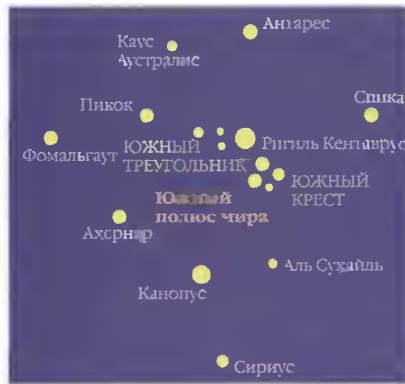 Антарес
Каус
Аустралис
Пикок
Спика
Фомальгаут
ЮЖНЫЙ
ТРЕУГОЛЬНИК
Ригиль Кентаврус
ЮЖНЫЙ
КРЕСТ
Южный
полюс мира
Ахернар
Аль Сухайль
Канопус
Сириус